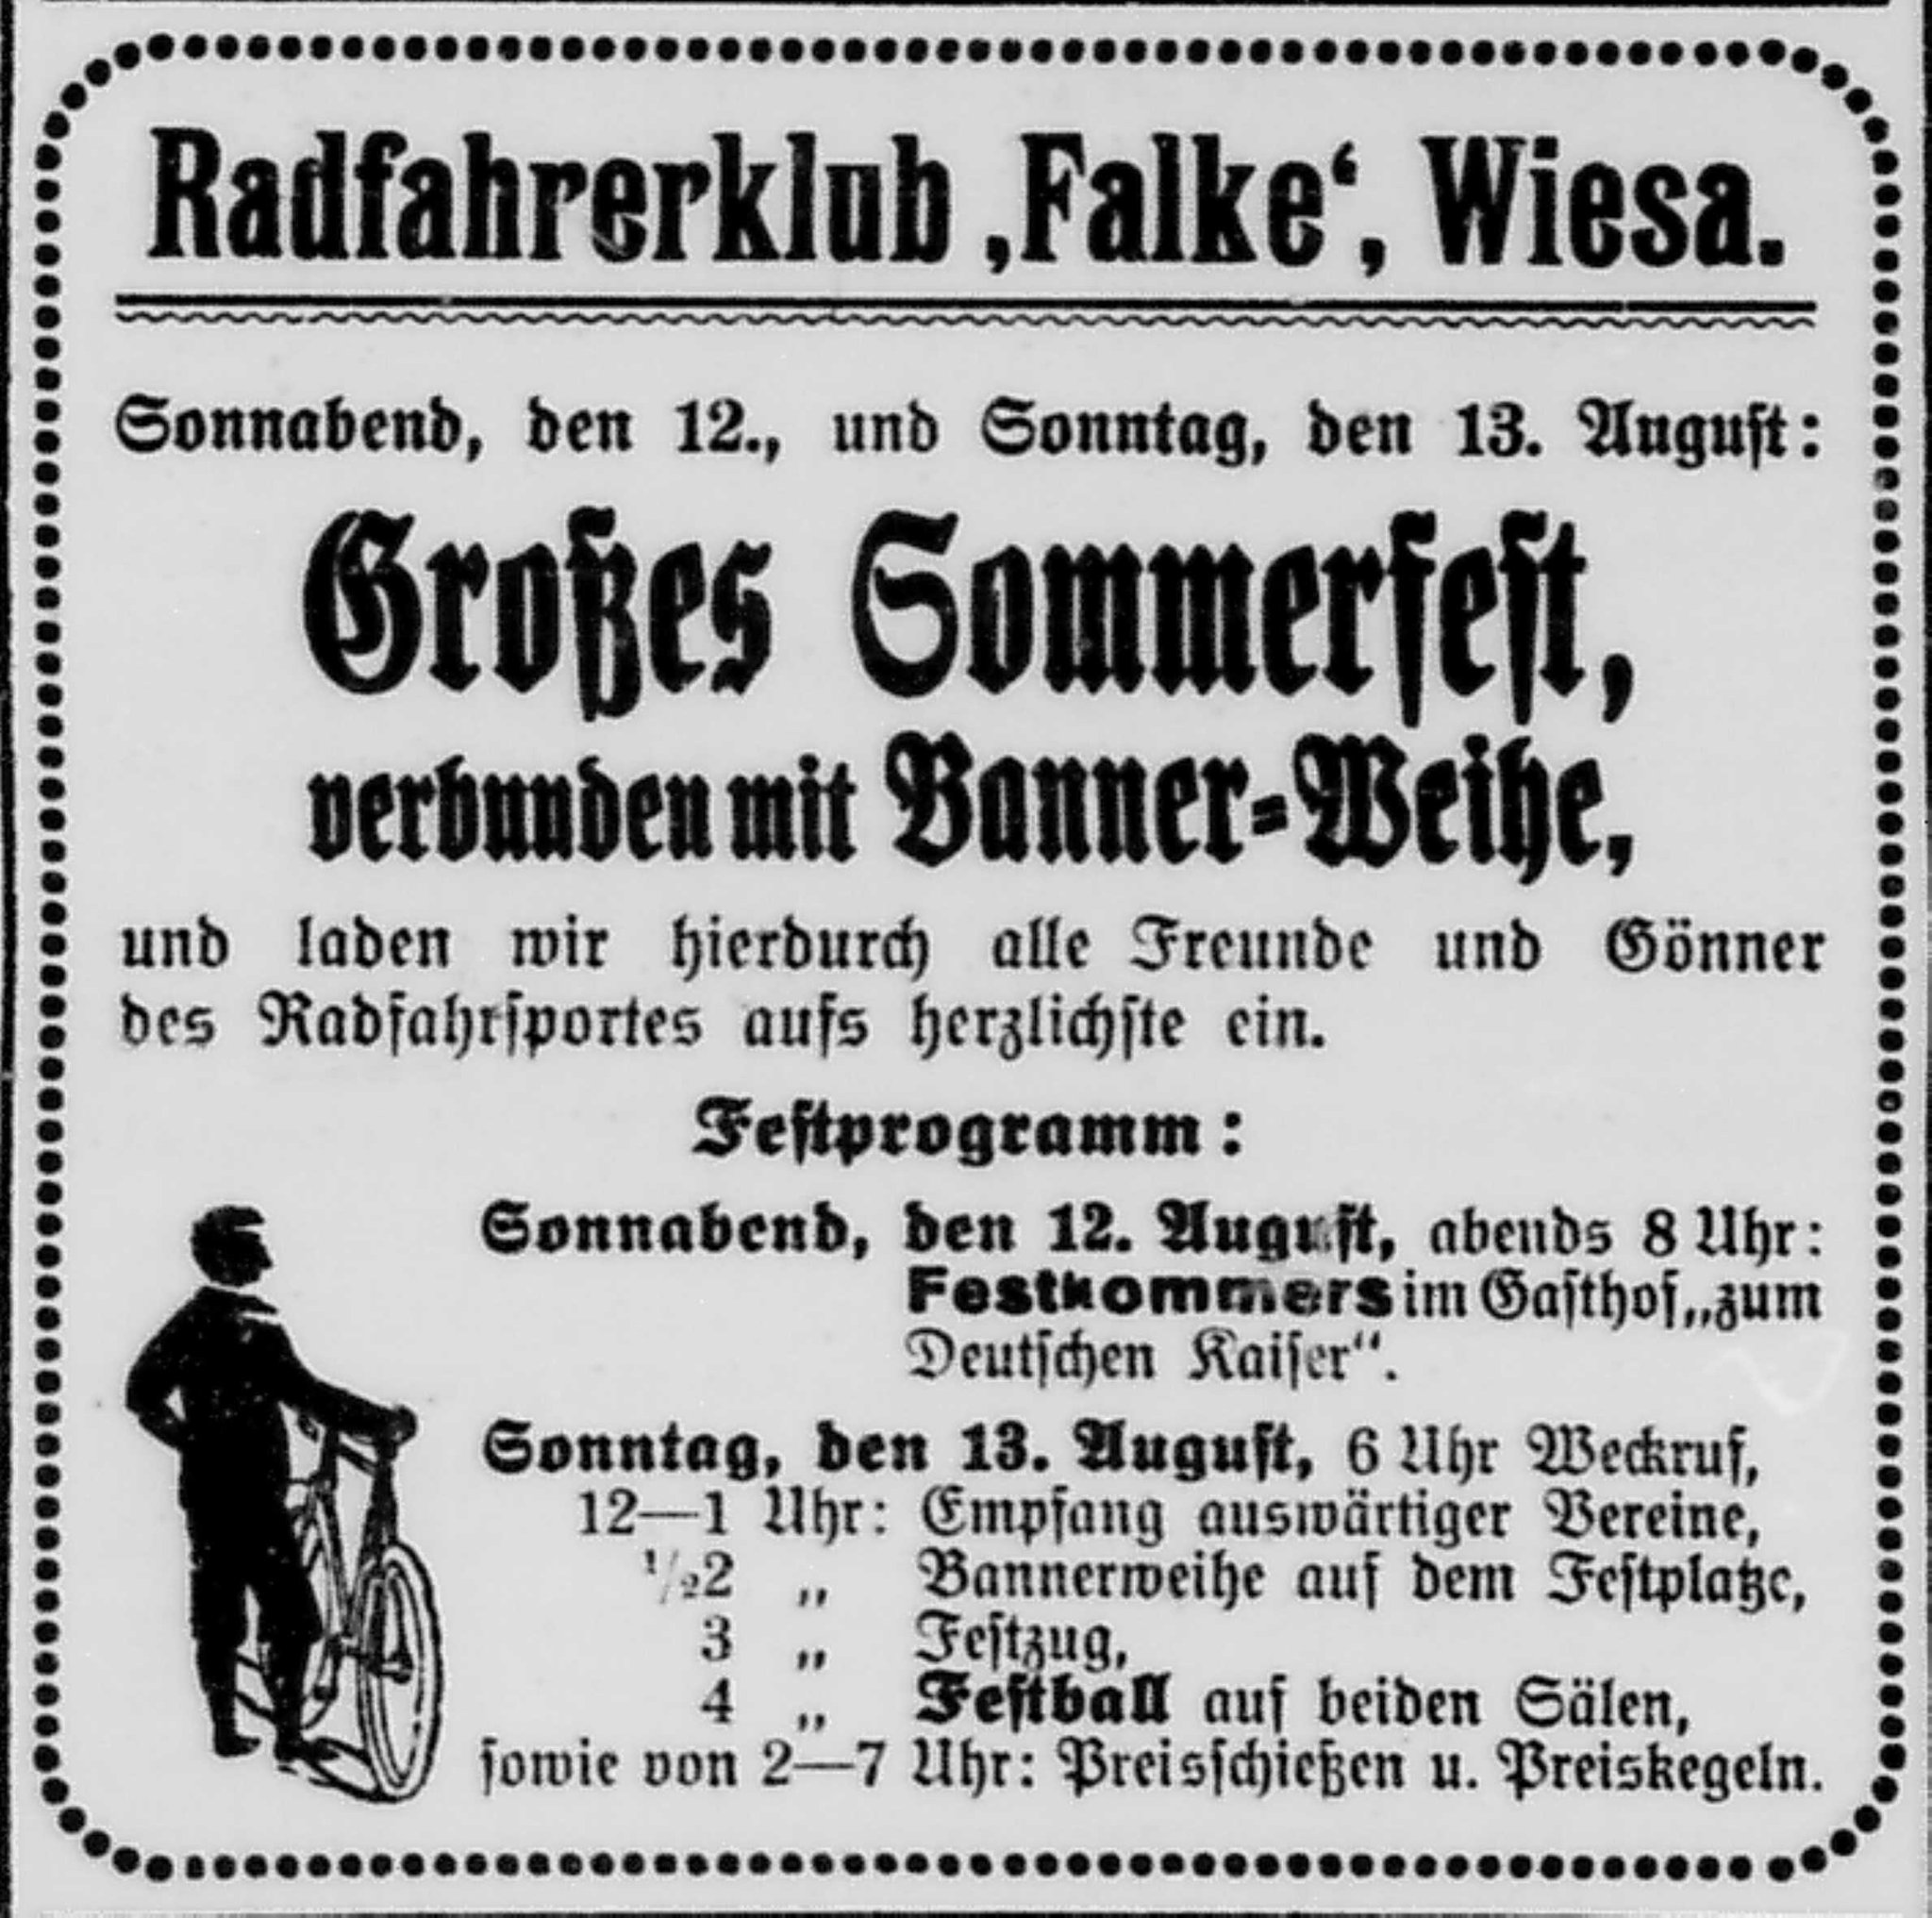 Radfahrerklub ‚Falke‘, Wiesa.
Sonnabend, den 12., und Sonntag, den 13. August:
Großes Sommerfest,
verbunden mit Banner-Weihe,
und laden wir hierdurch alle Freunde und Gönner
des Radfahrsportes aufs herzlichste ein.
Festprogramm:
Sonnabend, den 12. August, abends 8 Uhr:
Festkommers im Gasthof „zum
Deutschen Kaiser“.
Sonntag, den 13. August, 6 Uhr Weckruf,
12—1 Uhr: Empfang auswärtiger Vereine,
1/22 „ Bannerweihe auf dem Festplatze,
3 „ Festzug,
4 „ Festball auf beiden Sälen,
sowie von 2—7 Uhr: Preisschießen u. Preiskegeln.